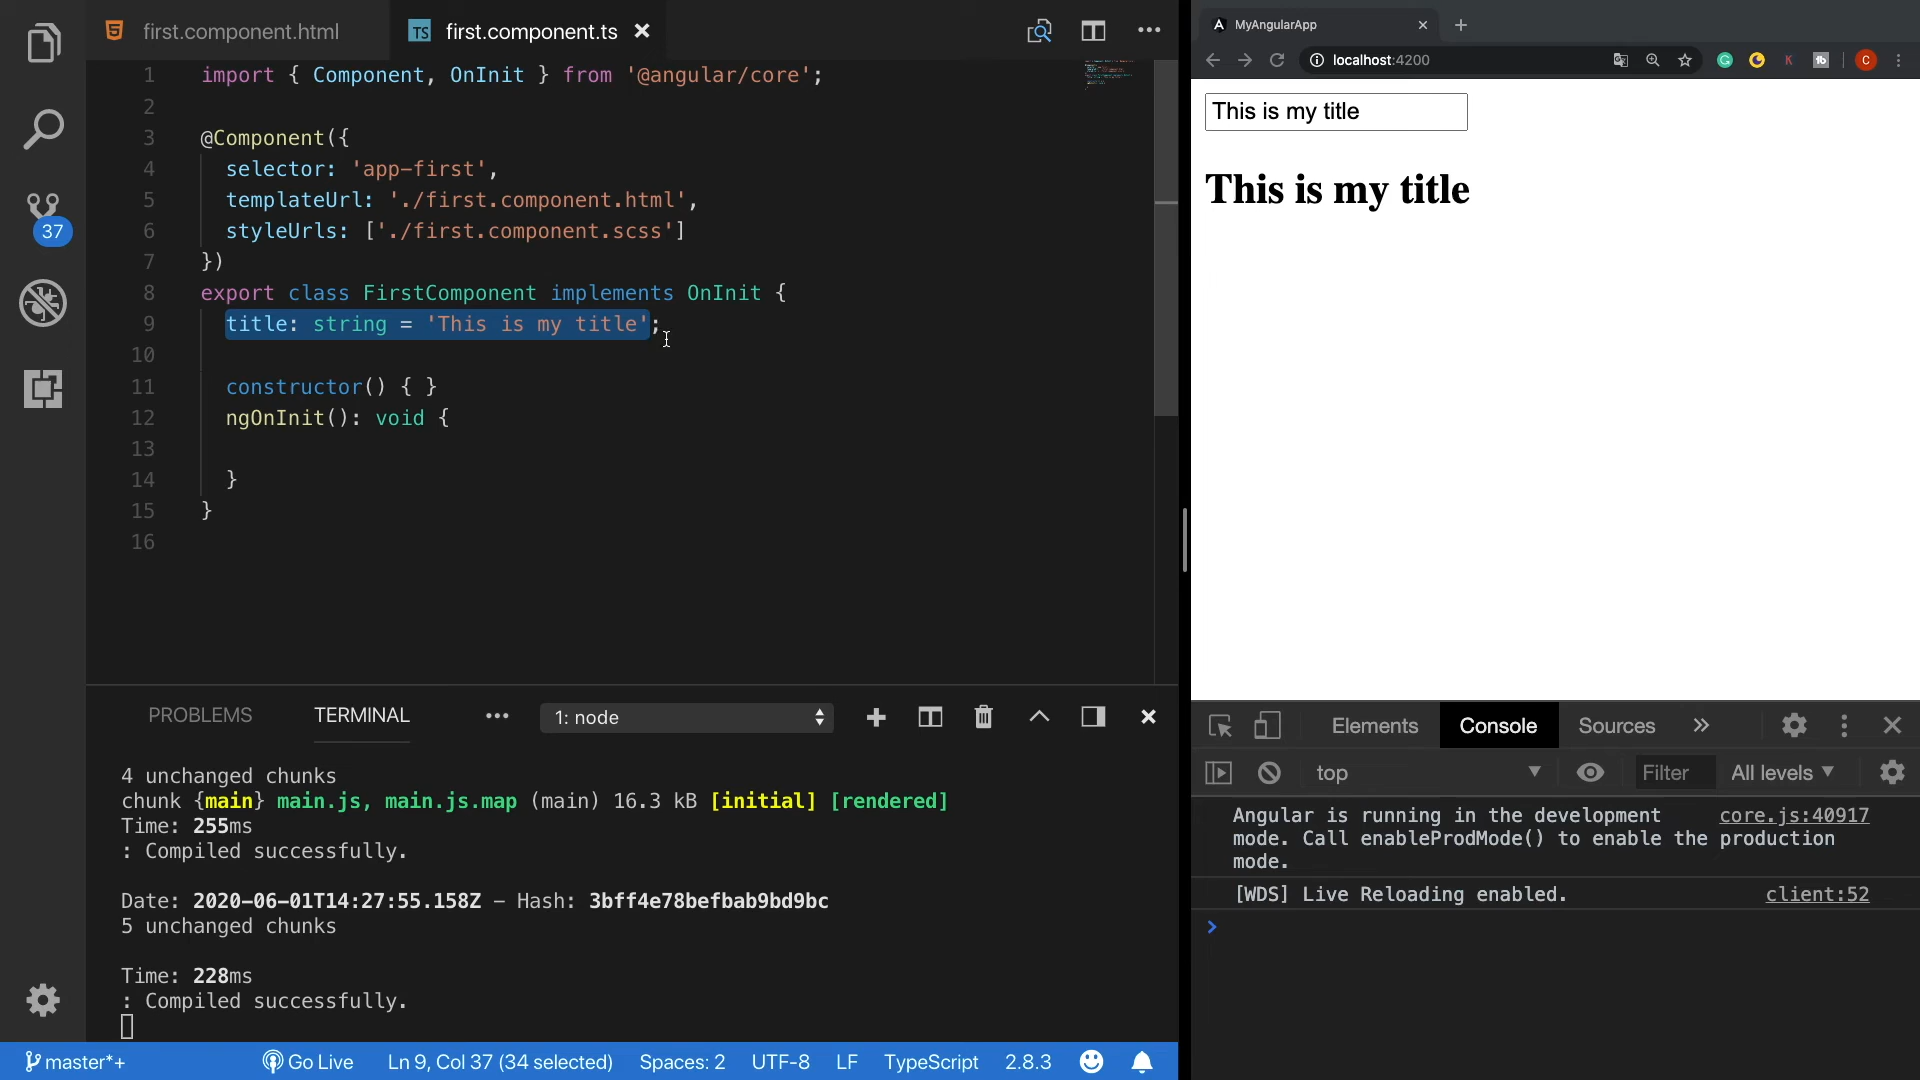 first.component.html
TS first.component.ts
1 import { Component, OnInit } from '@angular/core';
2
3 @Component({
4 selector: 'app-first',
5 templateUrl: './first.component.html',
6 styleUrls: ['./first.component.scss']
7 })
8 export class FirstComponent implements OnInit {
9 title: string = 'This is my title';
10
11 constructor() { }
12 ngOnInit(): void {
13
14 }
15 }
16
37
PROBLEMS TERMINAL ••• 1: node
4 unchanged chunks
chunk {main} main.js, main.js.map (main) 16.3 kB [initial] [rendered]
Time: 255ms
: Compiled successfully.
Date: 2020-06-01T14:27:55.158Z - Hash: 3bff4e78befbab9bd9bc
5 unchanged chunks
Time: 228ms
: Compiled successfully.
master*+ Go Live Ln 9, Col 37 (34 selected) Spaces: 2 UTF-8 LF TypeScript 2.8.3
MyAngularApp
localhost:4200
C
This is my title
This is my title
Elements Console Sources »
top Filter All levels
Angular is running in the development core.js:40917
mode. Call enableProdMode() to enable the production
mode.
[WDS] Live Reloading enabled. client:52